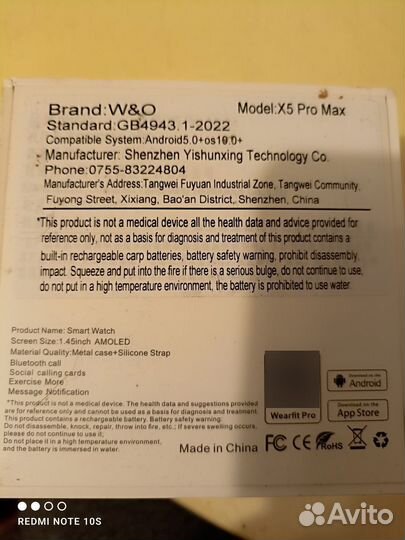 Brand:W&O
Model:X5 Pro Max
Standard:GB4943.1-2022
Compatible System:Android5.0+os10.0+
Manufacturer: Shenzhen Yishunxing Technology Co.
Phone:0755-83224804
Manufacturer's Address:Tangwei Fuyuan Industrial Zone, Tangwei Community,
Fuyong Street, Xixiang, Bao'an District, Shenzhen, China
*This product is not a medical device all the health data and advice provided for
reference only, not as a basis for diagnosis and treatment of this product contains a
built-in rechargeable carp batteries, battery safety warning, prohibit disassembly
impact. Squeeze and put into the fire if there is a serious bulge, do not continue to use,
do not put in a high temperature environment, the battery is prohibited to use water.
Product Name: Smart Watch
Screen Size: 1.45inch AMOLED
Material Quality:Metal case+Silicone Strap
Bluetooth call
Social calling cards
Exercise More
Message Notification
*This product is not a medical device. The health data and suggestions provided
are for reference only and cannot be used as a basis for diagnosis and treatment.
This product contains a rechargeable battery. Battery safety warning:
Do not disassemble, knock, repair, throw into fire, etc.; If severe swelling occurs,
do not continue using it.
Do not place it in a high temperature environment,
and the battery is immersed in water.
Wearfit Pro
Download on the
Android
Download on the
App Store
FC CE RoHS
Made in China
REDMI NOTE 10S
Avito